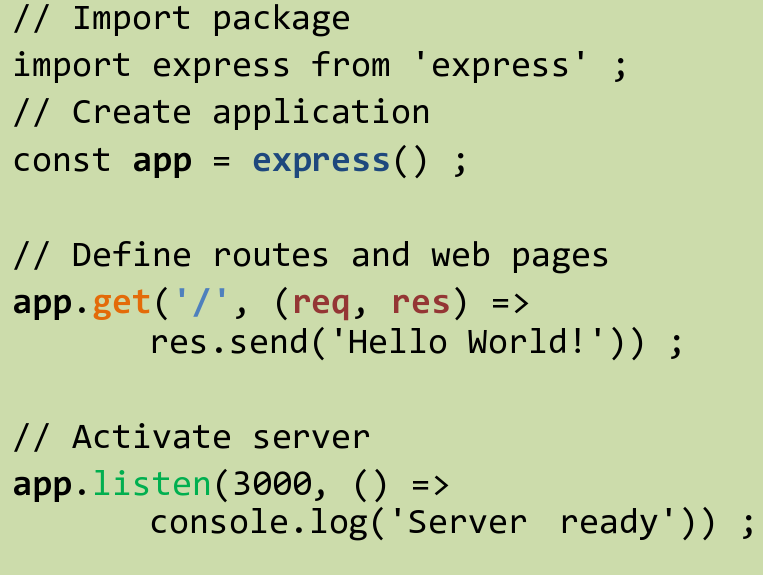 // Import package
import express from 'express' ;
// Create application
const app = express() ;
// Define routes and web pages
app.get('/', (req, res) =>
res.send('Hello World!')) ;
// Activate server
app.listen(3000, () =>
console.log('Server ready')) ;